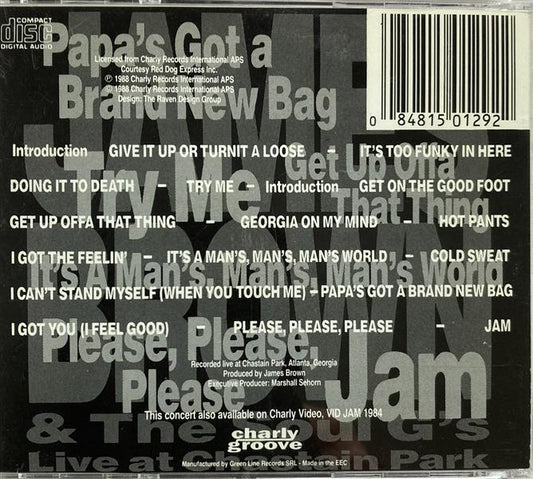 COMPACT
disc
DIGITAL AUDIO
JAMES
BROWN
Papa's Got a
Brand New Bag
Licensed from Charly Records International APS
Courtesy Red Dog Express Inc.
℗ 1988 Charly Records International APS
© 1988 Charly Records International APS
Design: The Raven Design Group
0 84815 01292
Introduction GIVE IT UP OR TURNIT A LOOSE – IT'S TOO FUNKY IN HERE
Get Up Offa
DOING IT TO DEATH – TRY ME – Introduction GET ON THE GOOD FOOT
Try Me
That Thing
GET UP OFFA THAT THING – GEORGIA ON MY MIND – HOT PANTS
I GOT THE FEELIN' – IT'S A MAN'S, MAN'S, MAN'S WORLD – COLD SWEAT
It's A Man's, Man's, Man's World
I CAN'T STAND MYSELF (WHEN YOU TOUCH ME) – PAPA'S GOT A BRAND NEW BAG
I GOT YOU (I FEEL GOOD) – PLEASE, PLEASE, PLEASE – JAM
Please, Please,
Please
Jam
Recorded live at Chastain Park, Atlanta, Georgia
Produced by James Brown
Executive Producer: Marshall Sehorn
This concert also available on Charly Video, VID JAM 1984
& The Soul G's
charly
groove
Live at Chastain Park
Manufactured by Green Line Records SRL - Made in the EEC